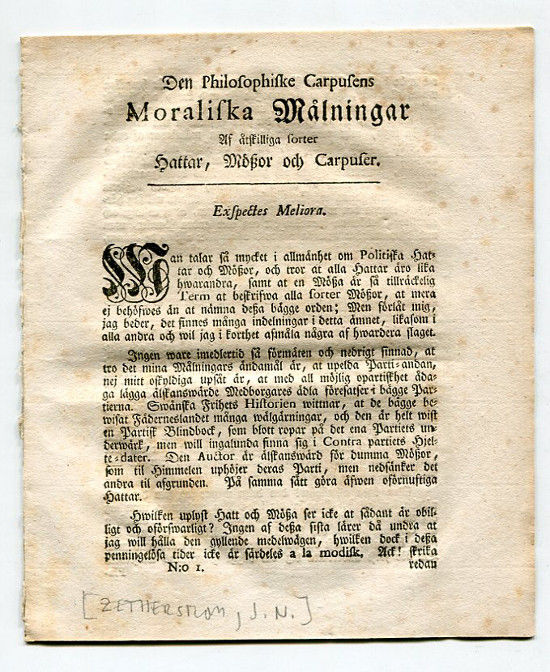 Den Philosophiske Carpusens
Moraliska Målningar
Af åtskilliga sorter
Hattar, Mößor och Carpuser.
Exspectes Meliora.
Man talar så mycket i allmänhet om Politiska Hat-
tar och Mößor, och tror at alla Hattar äro lika
hwarandra, samt at en Mößa är så tillräckelig
Term at beskrifwa alla sorter Mößor, at mera
ej behöfwes än at nämna deßa bägge orden; Men förlåt mig,
jag beder, det finnes många indelningar i detta ämnet, likasom i
alla andra och wil jag i korthet afmåla några af hwardera slaget.
Ingen ware imedlertid så förmäten och nedrigt sinnad, at
tro det mina Målningars ändamål är, at upelda Parti-andan,
nej mitt oskyldiga upsåt är, at med all möjlig opartiskhet åda-
ga lägga älskanswärde Medborgares ädla föresatser i bägge Par-
tierna. Swänska Frihets Historien wittnar, at de bägge be-
wisat Fäderneslandet många wälgärningar, och den är helt wist
en Partisk Blindbock, som blott ropar på det ena Partiets un-
derwärk, men will ingalunda finna sig i Contra partiets Hjel-
te-dater. Den Auctor är älskanswärd för dumma Mößor,
som til Himmelen uphöjer deras Parti, men nedsänker det
andra til afgrunden. På samma sätt göra äfwen oförnuftiga
Hattar.
Hwilken uplyst Hatt och Mößa ser icke at sådant är obil-
ligt och oförswarligt? Ingen af deßa sista lärer då undra at
jag will hålla den gyllende medelwägen, hwilken dock i deßa
penningelösa tider icke är särdeles a la modisk. Ack! skrika
N:o 1. redan
[ZETHERSTRÖM, J. N.]